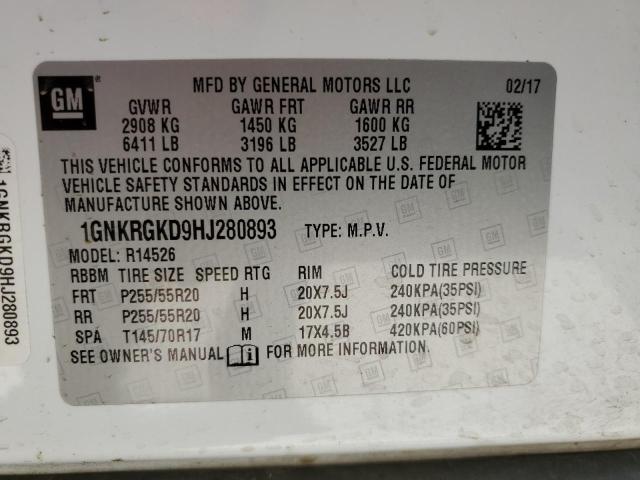 GM
MFD BY GENERAL MOTORS LLC 02/17
GVWR GAWR FRT GAWR RR
2908 KG 1450 KG 1600 KG
6411 LB 3196 LB 3527 LB
THIS VEHICLE CONFORMS TO ALL APPLICABLE U.S. FEDERAL MOTOR
VEHICLE SAFETY STANDARDS IN EFFECT ON THE DATE OF
MANUFACTURE SHOWN ABOVE.
1GNKRGKD9HJ280893 TYPE: M.P.V.
MODEL: R14526
RBBM TIRE SIZE SPEED RTG RIM COLD TIRE PRESSURE
FRT P255/55R20 H 20X7.5J 240KPA(35PSI)
RR P255/55R20 H 20X7.5J 240KPA(35PSI)
SPA T145/70R17 M 17X4.5B 420KPA(60PSI)
SEE OWNER'S MANUAL FOR MORE INFORMATION.
1GNKRGKD9HJ280893